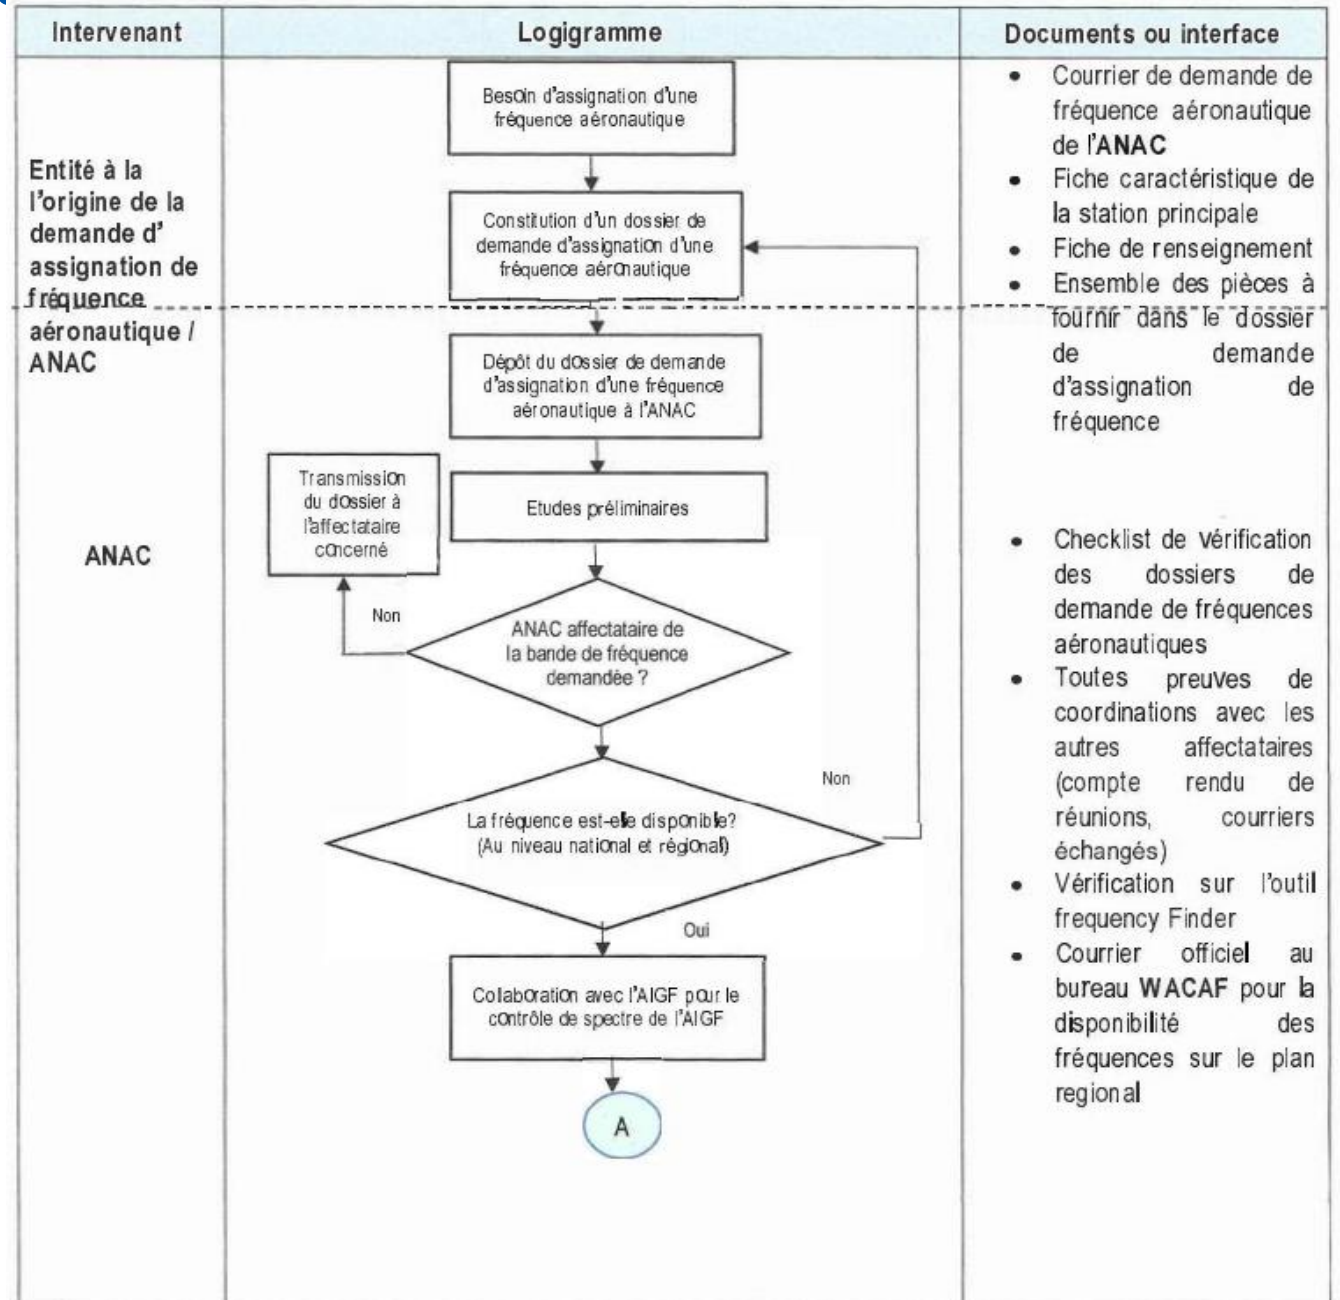 Intervenant
Logigramme
Documents ou interface
Entité à la
l'origine de la
demande d'
assignation de
fréquence
aéronautique /
ANAC
ANAC
Besoin d'assignation d'une
fréquence aéronautique
Constitution d'un dossier de
demande d'assignation d'une
fréquence aéronautique
Dépôt du dossier de demande
d'assignation d'une fréquence
aéronautique à l'ANAC
Transmission
du dossier à
l'affectataire
concerné
Etudes préliminaires
Non
ANAC affectataire de
la bande de fréquence
demandée ?
Non
La fréquence est-elle disponible?
(Au niveau national et régional)
Oui
Collaboration avec l'AIGF pour le
contrôle de spectre de l'AIGF
A
• Courrier de demande de
fréquence aéronautique
de l'ANAC
• Fiche caractéristique de
la station principale
• Fiche de renseignement
• Ensemble des pièces à
fournir dans le dossier
de demande
d'assignation de
fréquence
• Checklist de vérification
des dossiers de
demande de fréquences
aéronautiques
• Toutes preuves de
coordinations avec les
autres affectataires
(compte rendu de
réunions, courriers
échangés)
• Vérification sur l'outil
frequency Finder
• Courrier officiel au
bureau WACAF pour la
disponibilité des
fréquences sur le plan
regional